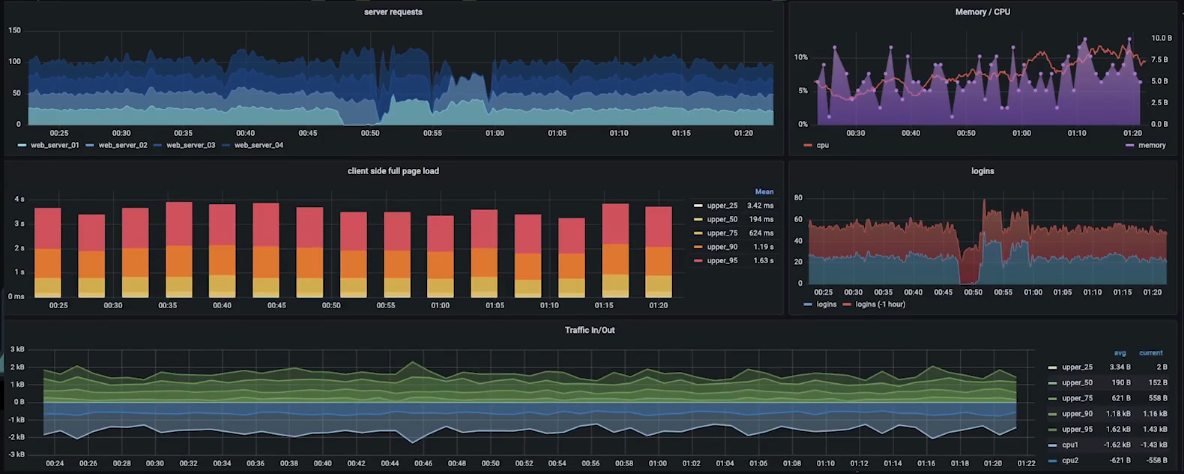 server requests
150
100
50
0
00:25 00:30 00:35 00:40 00:45 00:50 00:55 01:00 01:05 01:10 01:15 01:20
web_server_01 web_server_02 web_server_03 web_server_04
Memory / CPU
10% 10.0 B
7.5 B
5% 5.0 B
2.5 B
0% 0.0 B
00:30 00:40 00:50 01:00 01:10 01:20
cpu memory
client side full page load
4 s
3 s
2 s
1 s
0 ms
00:25 00:30 00:35 00:40 00:45 00:50 00:55 01:00 01:05 01:10 01:15 01:20
Mean
upper_25 3.42 ms
upper_50 194 ms
upper_75 624 ms
upper_90 1.19 s
upper_95 1.63 s
logins
80
60
40
20
0
00:25 00:30 00:35 00:40 00:45 00:50 00:55 01:00 01:05 01:10 01:15 01:20
logins logins (-1 hour)
Traffic In/Out
3 kB
2 kB
1 kB
0 B
-1 kB
-2 kB
-3 kB
00:24 00:26 00:28 00:30 00:32 00:34 00:36 00:38 00:40 00:42 00:44 00:46 00:48 00:50 00:52 00:54 00:56 00:58 01:00 01:02 01:04 01:06 01:08 01:10 01:12 01:14 01:16 01:18 01:20 01:22
avg current
upper_25 3.34 B 2 B
upper_50 190 B 152 B
upper_75 621 B 558 B
upper_90 1.18 kB 1.16 kB
upper_95 1.62 kB 1.43 kB
cpu1 -1.62 kB -1.43 kB
cpu2 -621 B -558 B